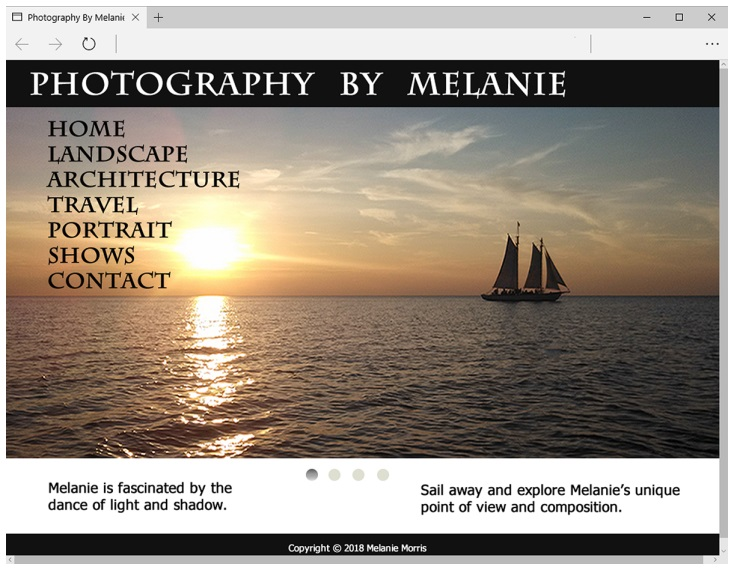 Photography By Melani
PHOTOGRAPHY BY MELANIE
HOME
LANDSCAPE
ARCHITECTURE
TRAVEL
PORTRAIT
SHOWS
CONTACT
Melanie is fascinated by the
dance of light and shadow.
Sail away and explore Melanie’s unique
point of view and composition.
Copyright © 2018 Melanie Morris